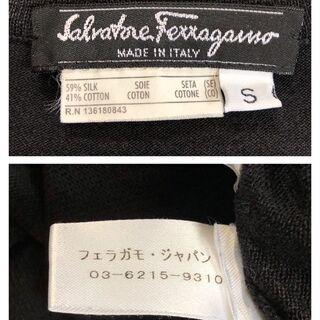 Salvatore Ferragamo
MADE IN ITALY
59% SILK SOIE SETA (SE)
41% COTTON COTON COTONE (CO)
R.N 136180843
S
フェラガモ・ジャパン
03-6215-9310